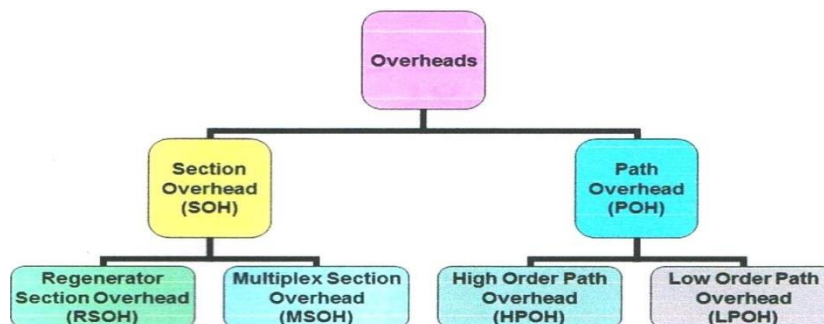 Overheads
Section
Overhead
(SOH)
Path
Overhead
(POH)
Regenerator
Section Overhead
(RSOH)
Multiplex Section
Overhead
(MSOH)
High Order Path
Overhead
(HPOH)
Low Order Path
Overhead
(LPOH)